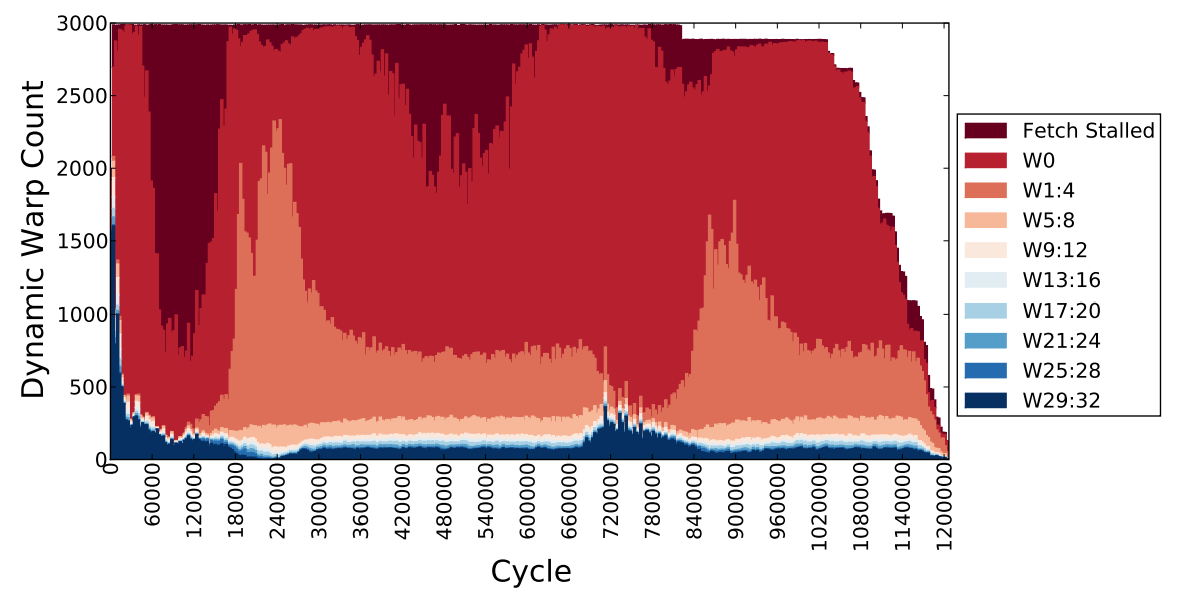 3000
2500
2000
1500
1000
500
0
Dynamic Warp Count
0
60000
120000
180000
240000
300000
360000
420000
480000
540000
600000
660000
720000
780000
840000
900000
960000
1020000
1080000
1140000
1200000
Cycle
Fetch Stalled
W0
W1:4
W5:8
W9:12
W13:16
W17:20
W21:24
W25:28
W29:32